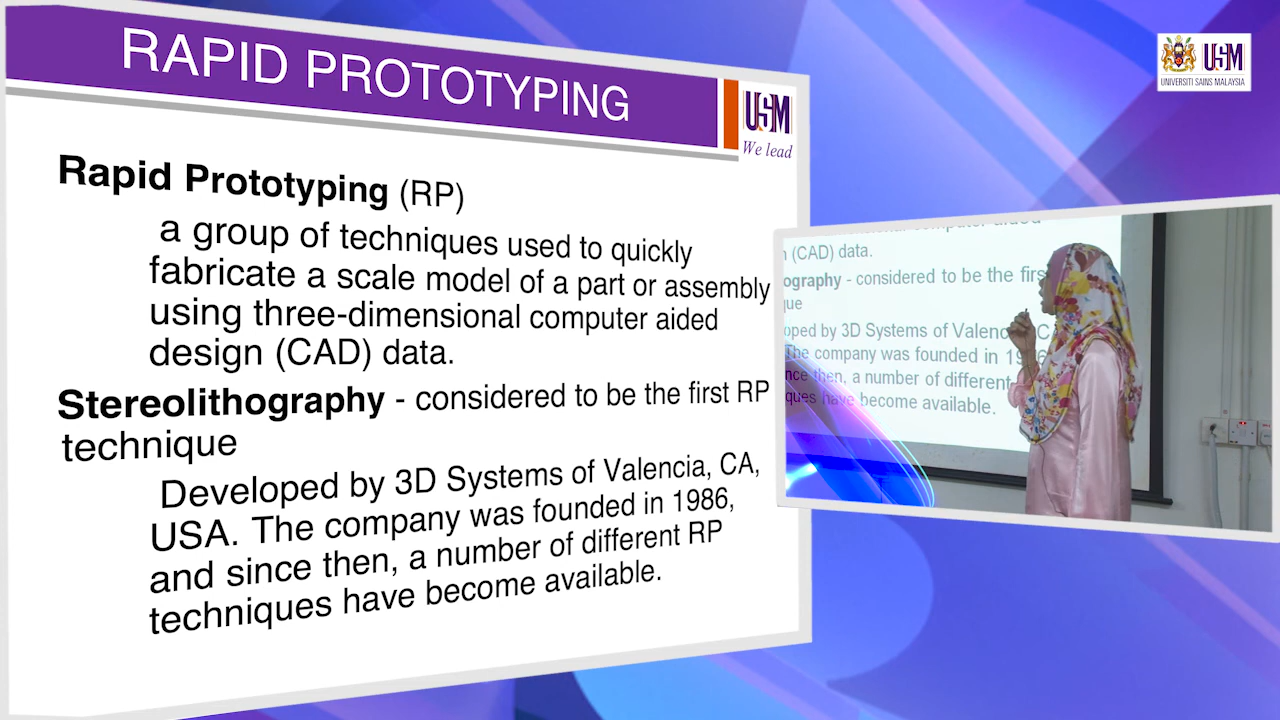 RAPID PROTOTYPING
USM
We lead
Rapid Prototyping (RP)
a group of techniques used to quickly
fabricate a scale model of a part or assembly
using three-dimensional computer aided
design (CAD) data.
Stereolithography - considered to be the first RP
technique
Developed by 3D Systems of Valencia, CA,
USA. The company was founded in 1986,
and since then, a number of different RP
techniques have become available.
USM
UNIVERSITI SAINS MALAYSIA
(CAD) data.
ography - considered to be the firs
que
oped by 3D Systems of Valenc CA
The company was founded in 19 6
nce then, a number of different
ques have become available.